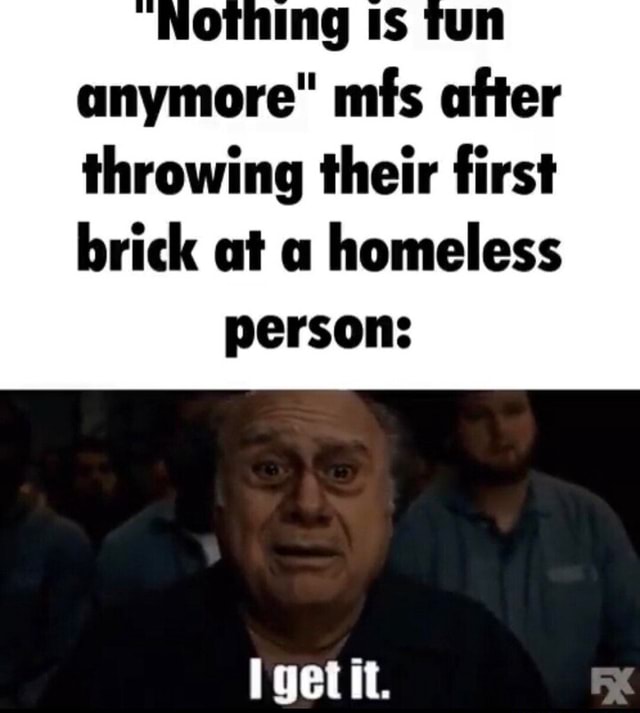 "Nothing is fun
anymore" mfs after
throwing their first
brick at a homeless
person:
I get it.
FX